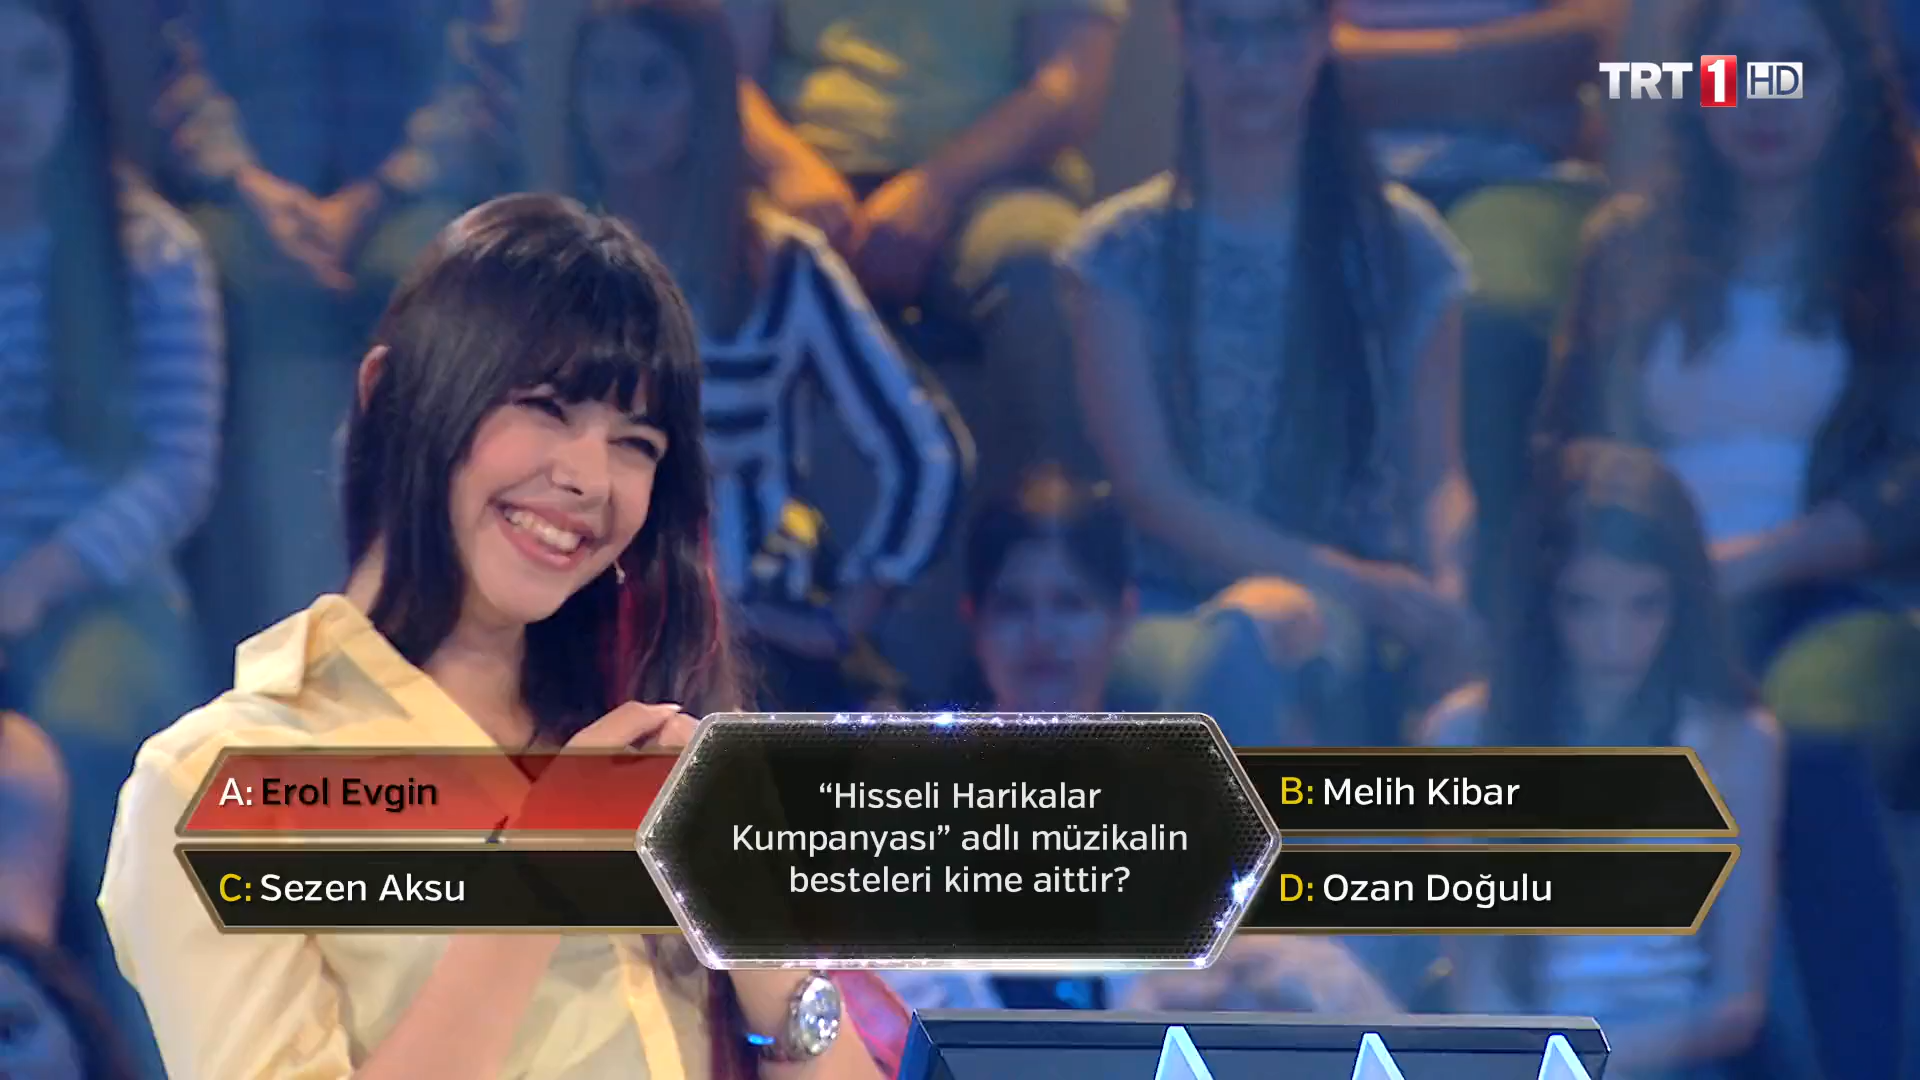 TRT 1 HD
“Hisseli Harikalar
Kumpanyası” adlı müzikalin
besteleri kime aittir?
A: Erol Evgin
B: Melih Kibar
C: Sezen Aksu
D: Ozan Doğulu